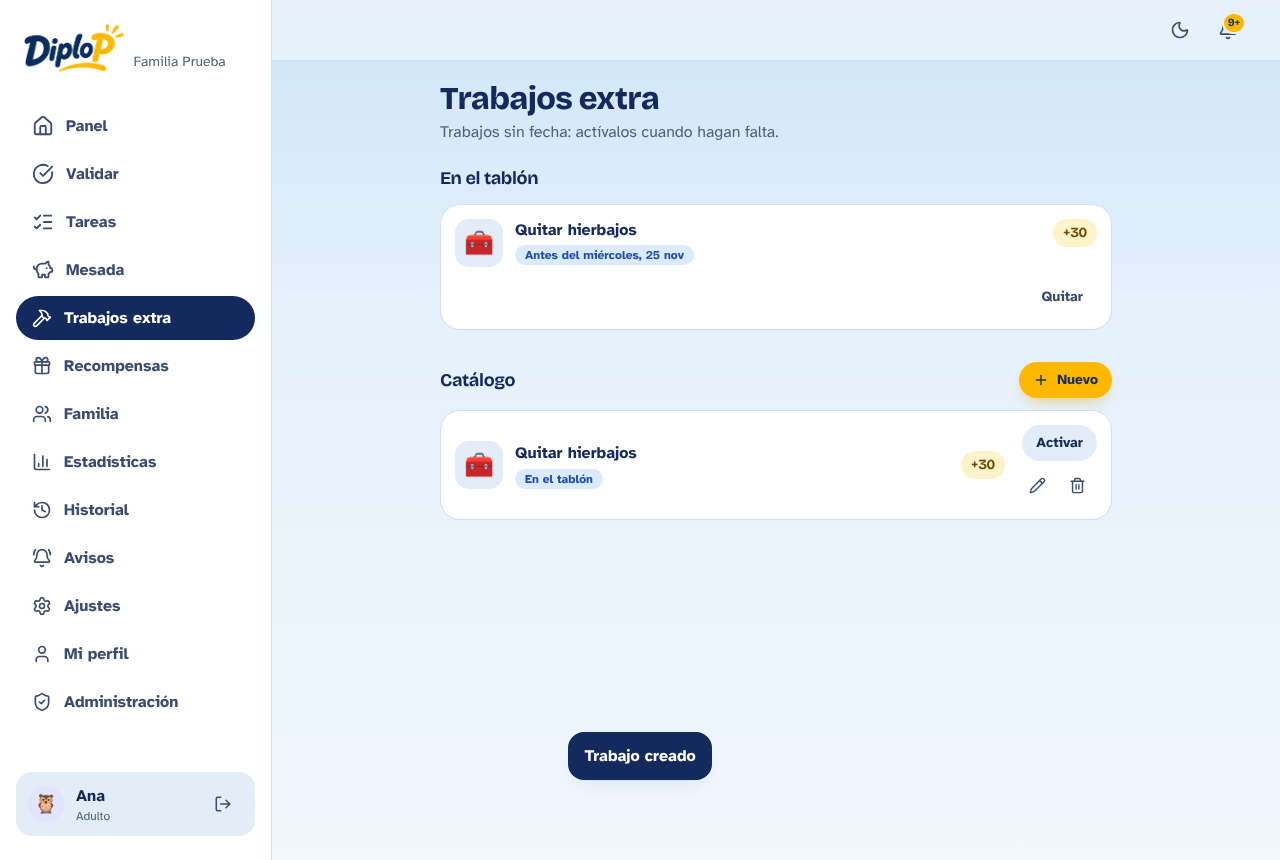 DiploP
Familia Prueba
Panel
Validar
Tareas
Mesada
Trabajos extra
Recompensas
Familia
Estadísticas
Historial
Avisos
Ajustes
Mi perfil
Administración
Ana
Adulto
9+
Trabajos extra
Trabajos sin fecha: actívalos cuando hagan falta.
En el tablón
Quitar hierbajos
+30
Antes del miércoles, 25 nov
Quitar
Catálogo
Nuevo
Quitar hierbajos
En el tablón
+30
Activar
Trabajo creado